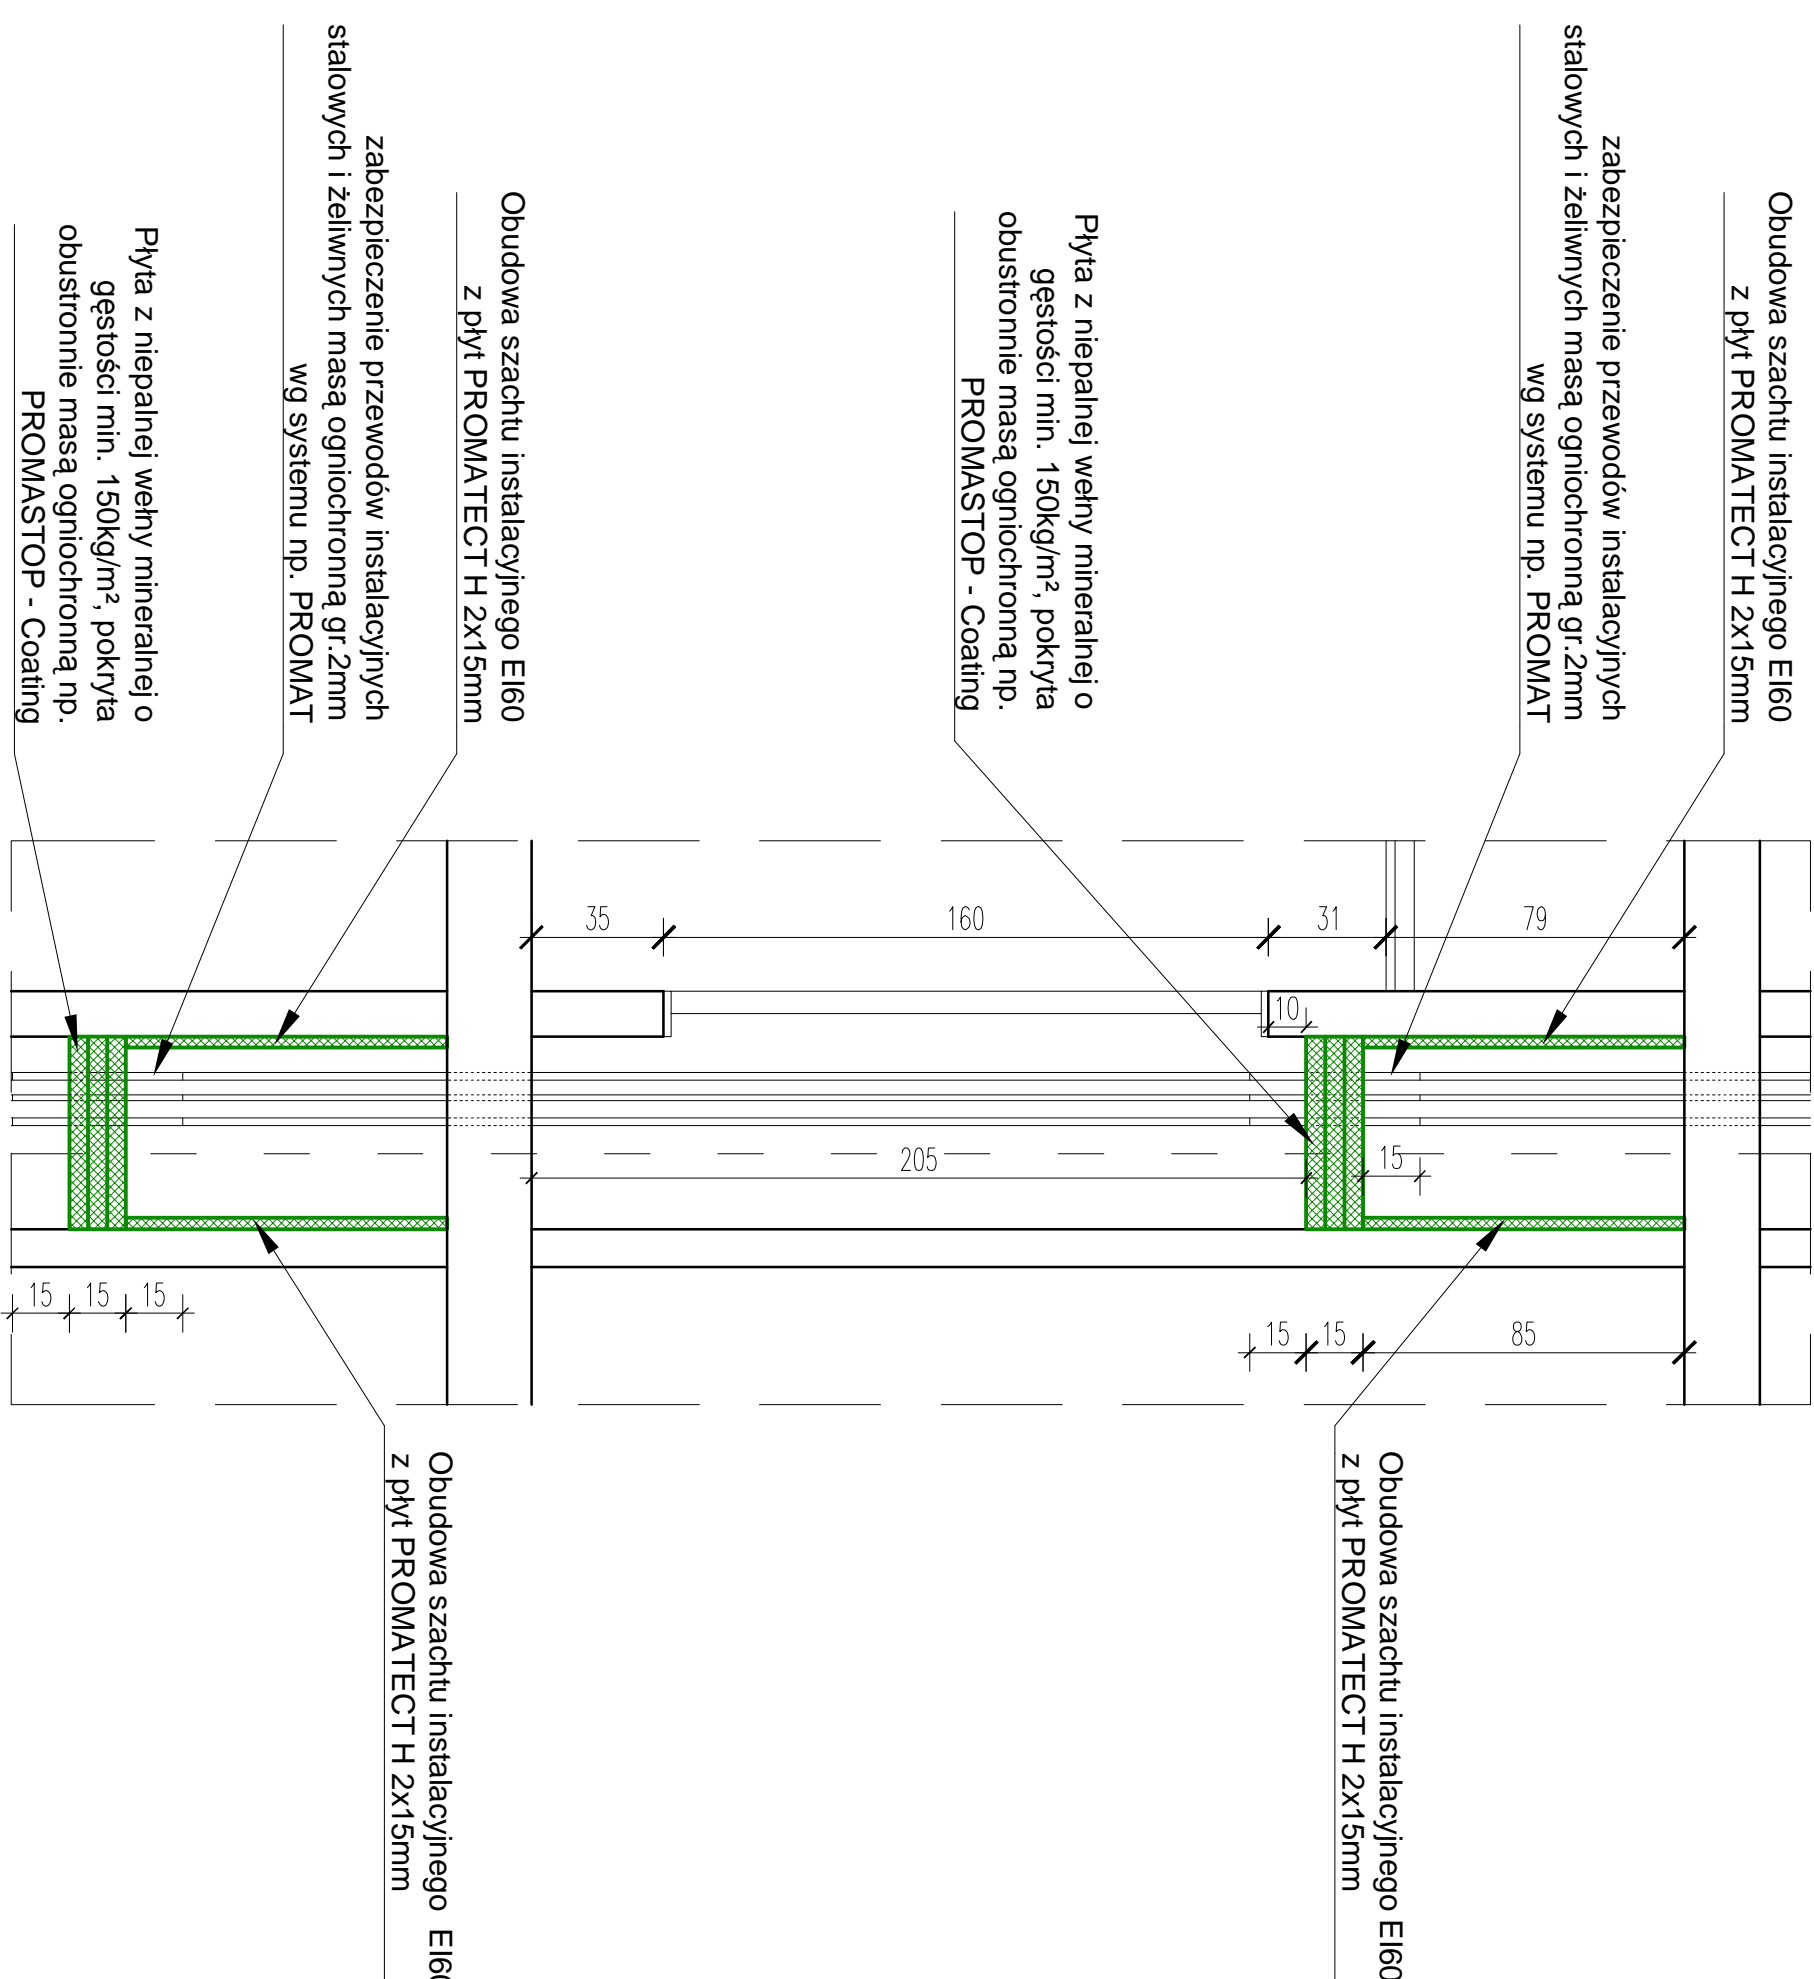 Obudowa szachtu instalacyjnego EI60
z płyt PROMATECT H 2x15mm
zabezpieczenie przewodów instalacyjnych
stalowych i żeliwnych masą ogniochronną gr.2mm
wg systemu np. PROMAT
Płyta z niepalnej wełny mineralnej o
gęstości min. 150kg/m², pokryta
obustronnie masą ogniochronną np.
PROMASTOP - Coating
Obudowa szachtu instalacyjnego EI60
z płyt PROMATECT H 2x15mm
zabezpieczenie przewodów instalacyjnych
stalowych i żeliwnych masą ogniochronną gr.2mm
wg systemu np. PROMAT
Płyta z niepalnej wełny mineralnej o
gęstości min. 150kg/m², pokryta
obustronnie masą ogniochronną np.
PROMASTOP - Coating
35
160
31
79
10
205
15
15
15
15
15
15
85
Obudowa szachtu instalacyjnego EI60
z płyt PROMATECT H 2x15mm
Obudowa szachtu instalacyjnego EI60
z płyt PROMATECT H 2x15mm